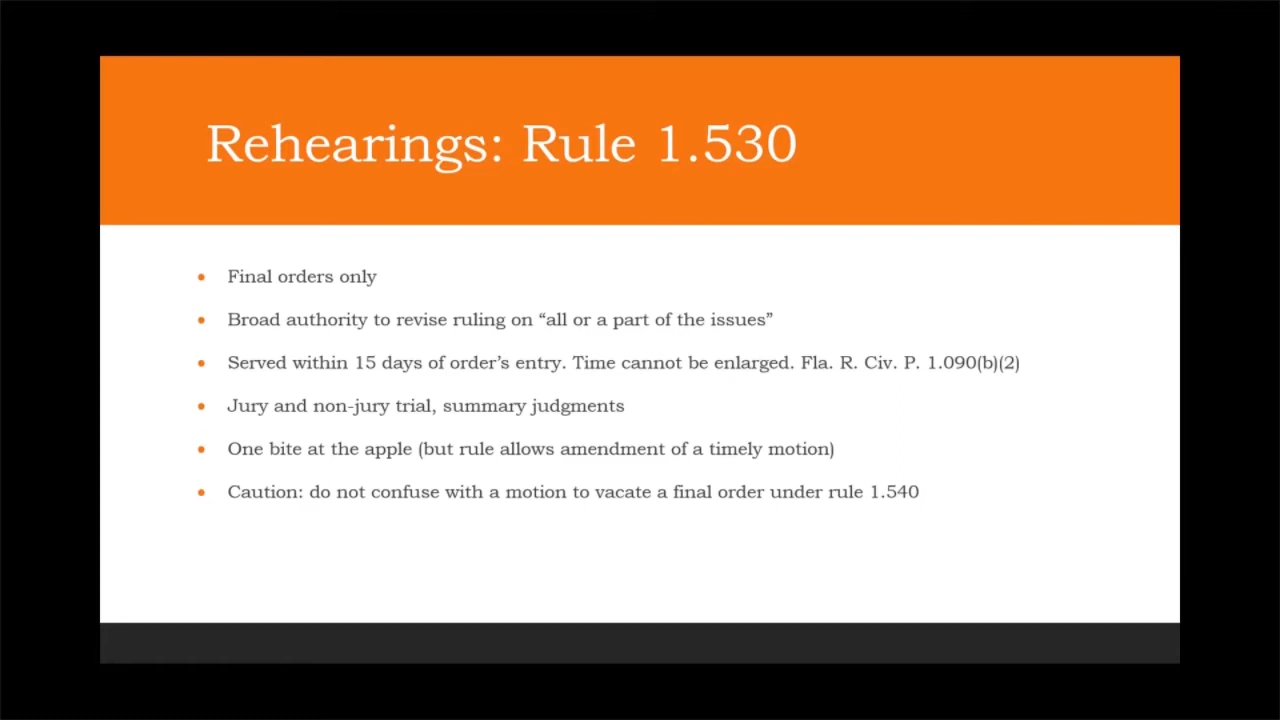 Rehearings: Rule 1.530
• Final orders only
• Broad authority to revise ruling on “all or a part of the issues”
• Served within 15 days of order’s entry. Time cannot be enlarged. Fla. R. Civ. P. 1.090(b)(2)
• Jury and non-jury trial, summary judgments
• One bite at the apple (but rule allows amendment of a timely motion)
• Caution: do not confuse with a motion to vacate a final order under rule 1.540